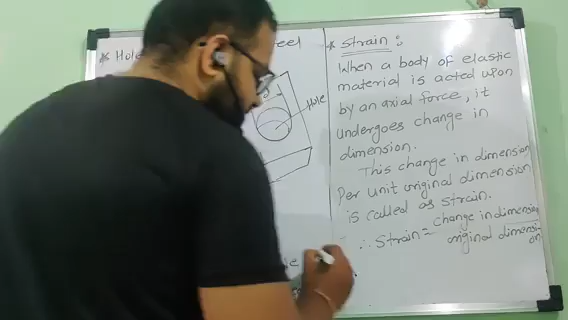 * Hole
eel
Hole
* Strain :
When a body of elastic
material is acted upon
by an axial force, it
undergoes change in
dimension.
This change in dimension
Per Unit original dimension
is called as strain.
∴ Strain = change in dimension
original dimension